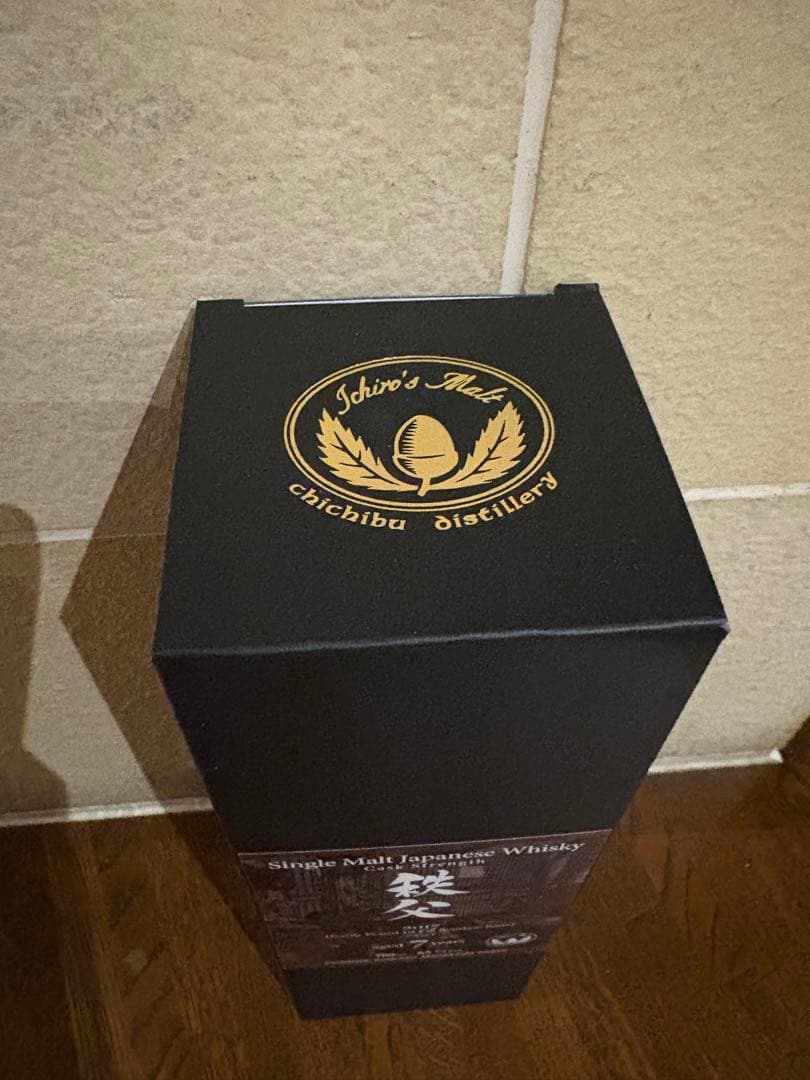 Ichiro's Malt
chichibu distillery
Single Malt Japanese Whisky
Cask Strength
秩
父
aged 7 years